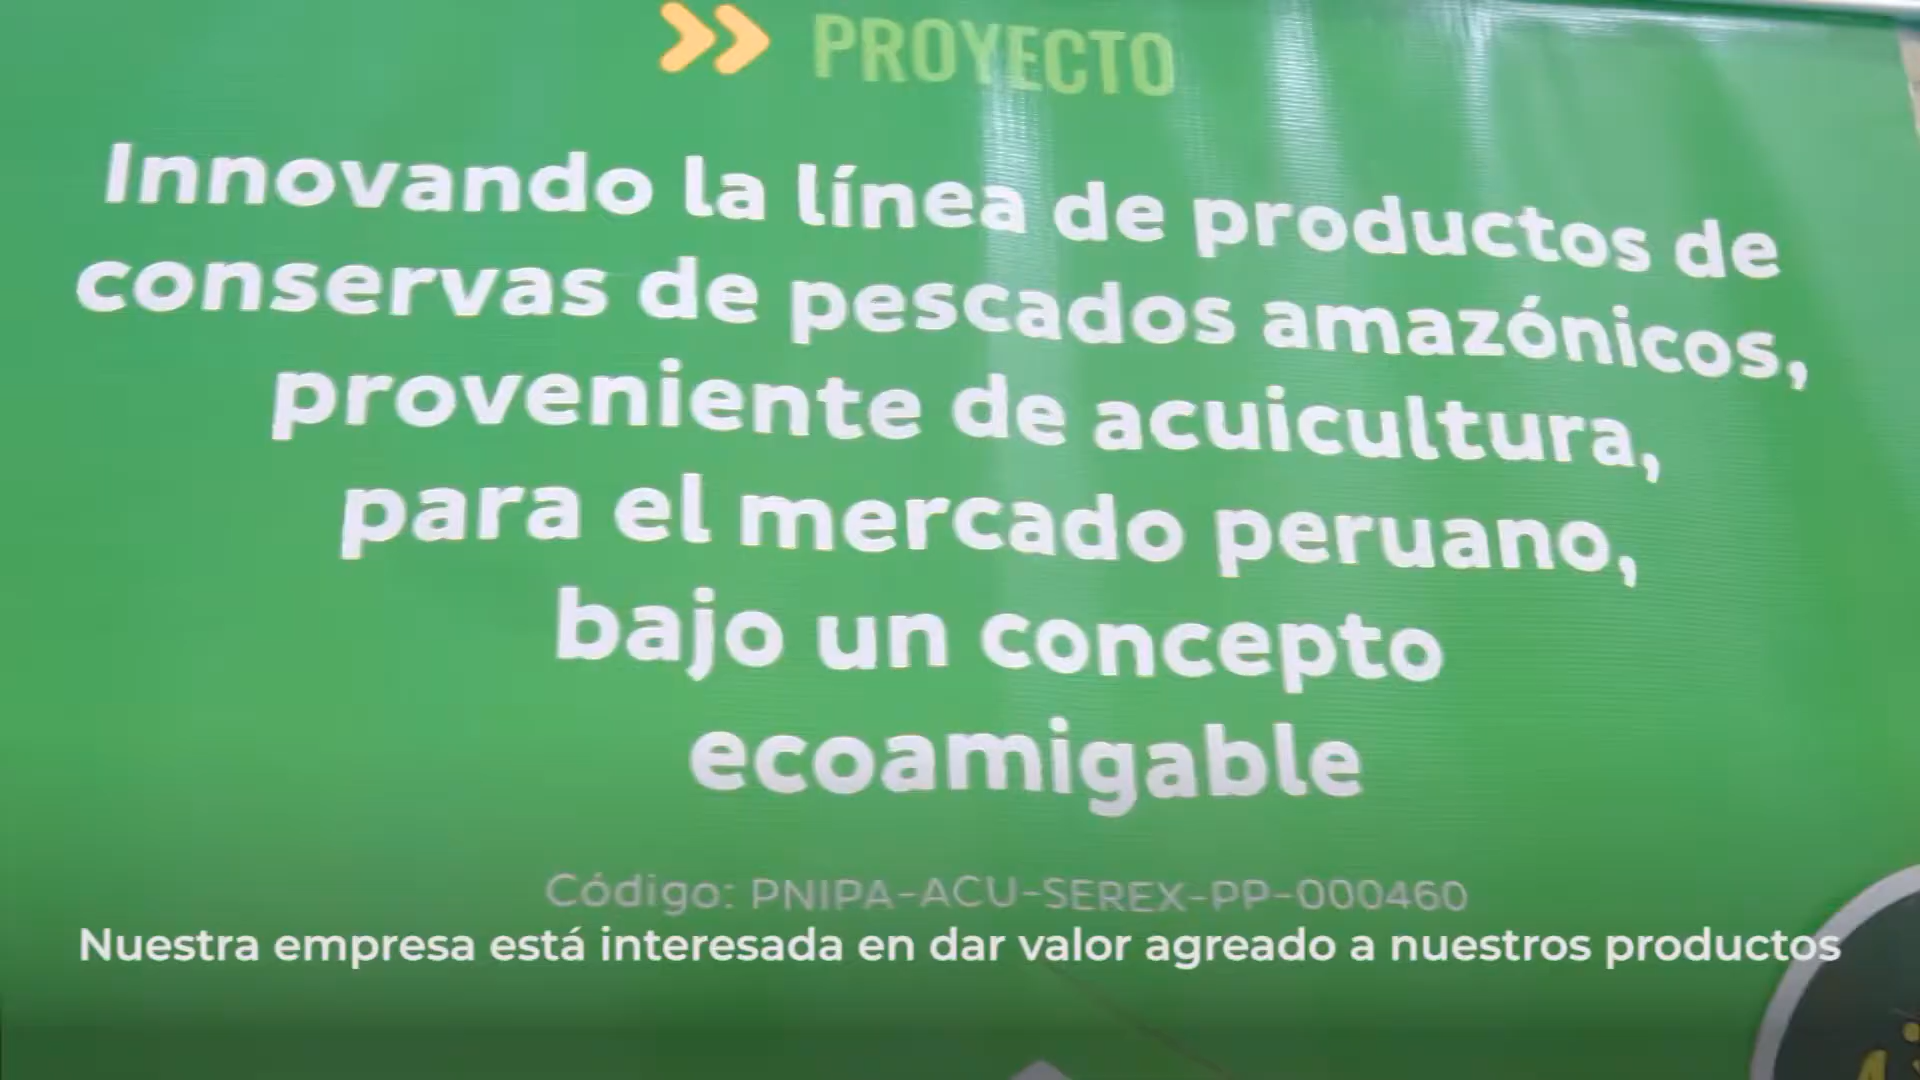 PROYECTO
Innovando la línea de productos de
conservas de pescados amazónicos,
proveniente de acuicultura,
para el mercado peruano,
bajo un concepto
ecoamigable
Código: PNIPA-ACU-SEREX-PP-000460
Nuestra empresa está interesada en dar valor agreado a nuestros productos